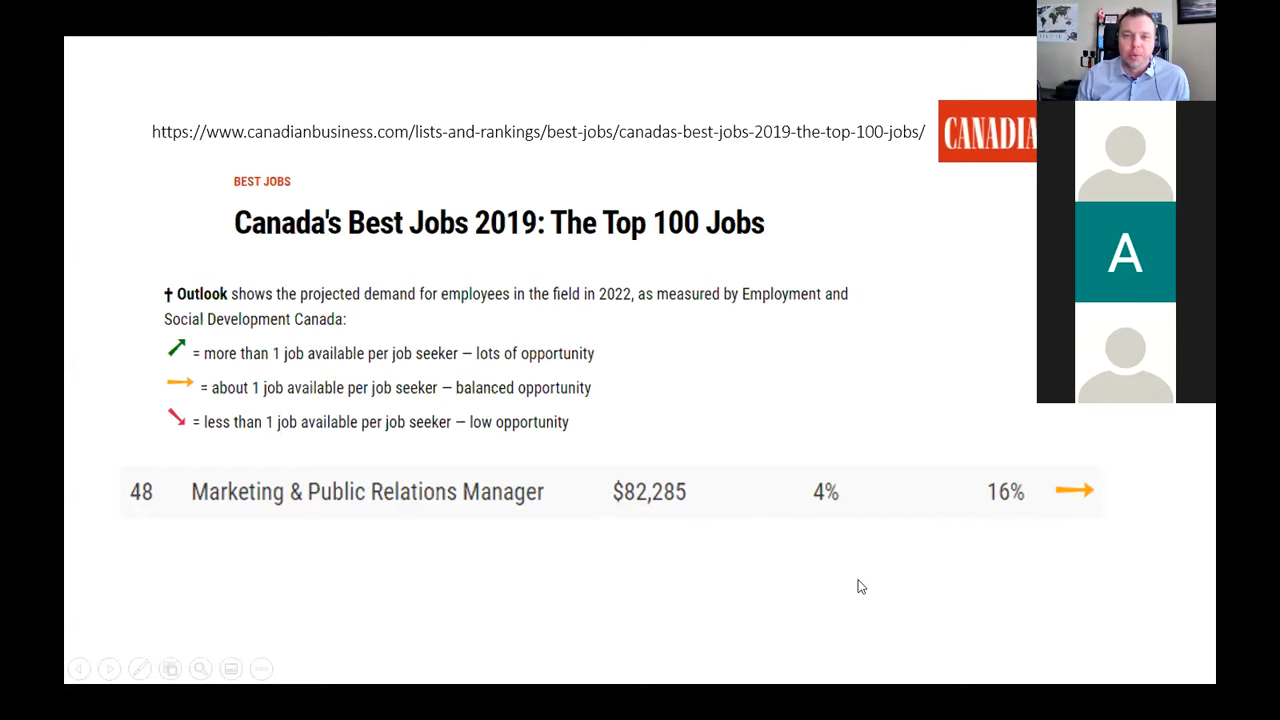 https://www.canadianbusiness.com/lists-and-rankings/best-jobs/canadas-best-jobs-2019-the-top-100-jobs/
CANADIA
BEST JOBS
Canada's Best Jobs 2019: The Top 100 Jobs
A
† Outlook shows the projected demand for employees in the field in 2022, as measured by Employment and
Social Development Canada:
= more than 1 job available per job seeker — lots of opportunity
= about 1 job available per job seeker — balanced opportunity
= less than 1 job available per job seeker — low opportunity
48 Marketing & Public Relations Manager $82,285 4% 16%